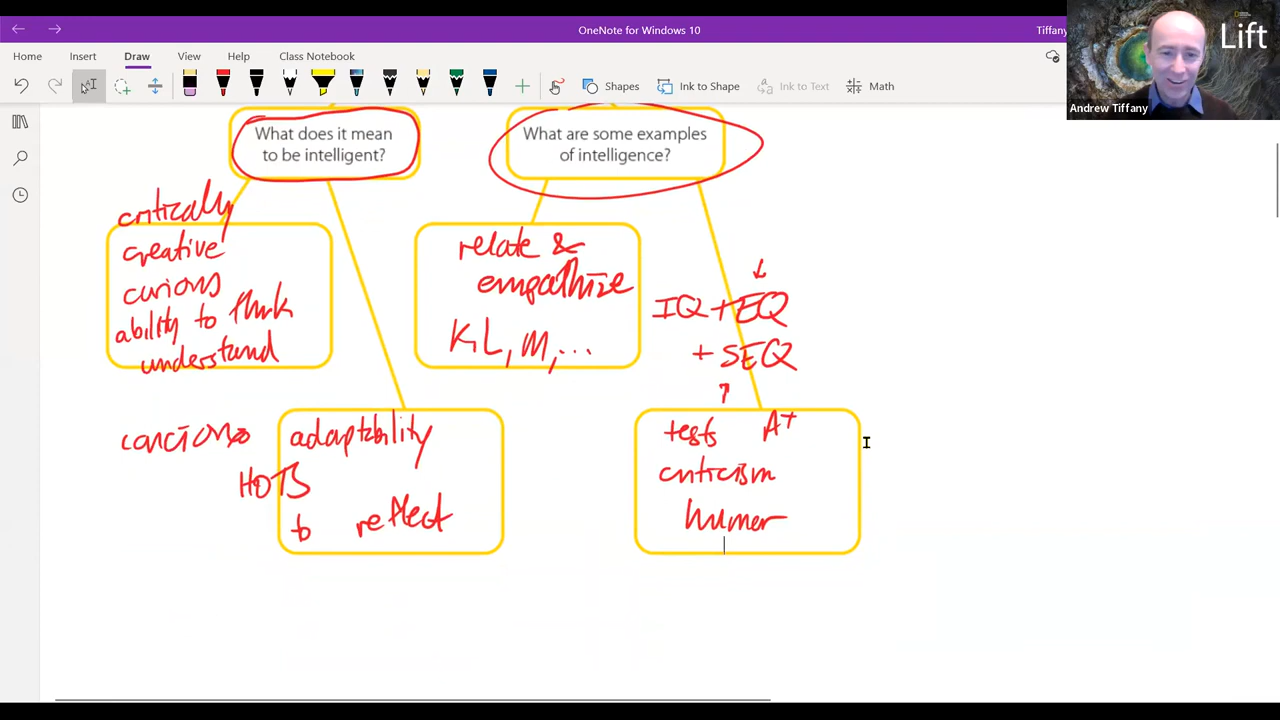 OneNote for Windows 10
Tiffany
Lift
Andrew Tiffany
Home Insert Draw View Help Class Notebook
Shapes Ink to Shape Ink to Text Math
What does it mean
to be intelligent?
What are some examples
of intelligence?
critically
creative
curious
ability to think
understand
relate &
empathize
K, L, M, ...
IQ + EQ
+ SEQ
adaptability
HOTS
to reflect
tests A+
criticism
humor